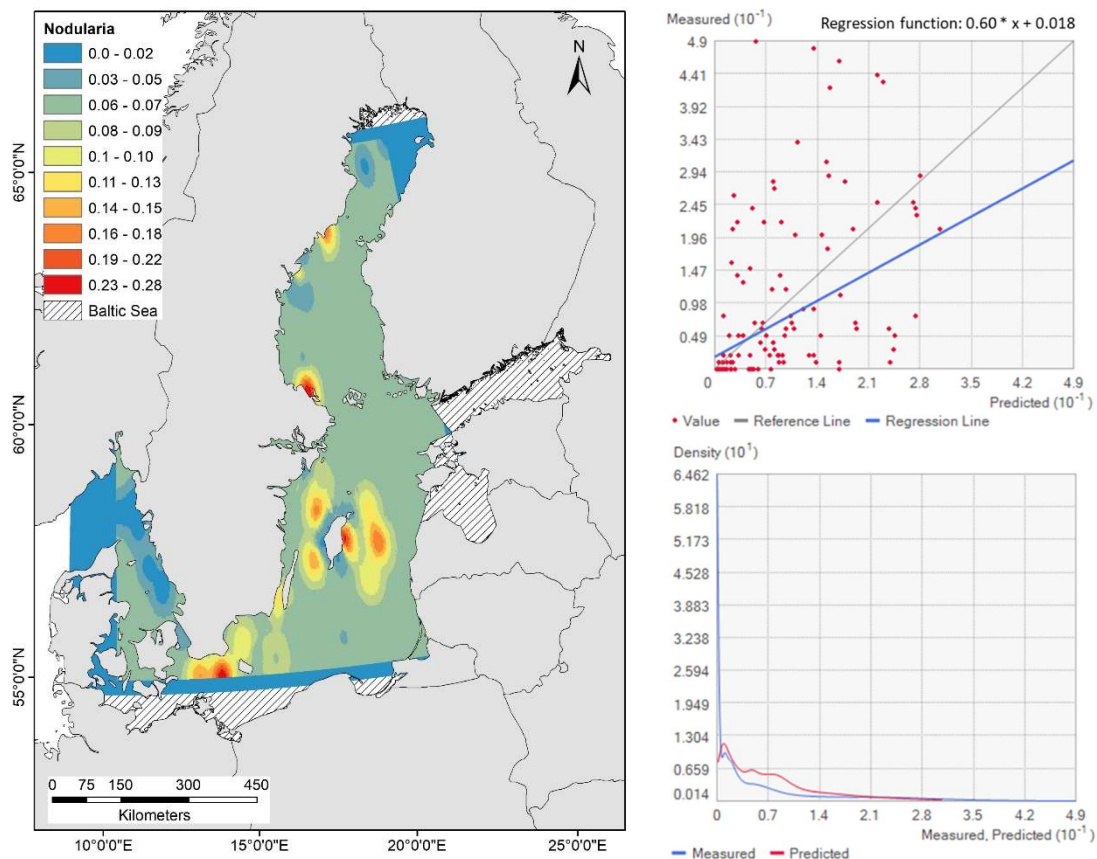 Nodularia
0.0 - 0.02
0.03 - 0.05
0.06 - 0.07
0.08 - 0.09
0.1 - 0.10
0.11 - 0.13
0.14 - 0.15
0.16 - 0.18
0.19 - 0.22
0.23 - 0.28
Baltic Sea
N
65°0'0"N
60°0'0"N
55°0'0"N
0 75 150 300 450
Kilometers
10°0'0"E 15°0'0"E 20°0'0"E 25°0'0"E
Measured (10⁻¹)
Regression function: 0.60 * x + 0.018
4.9
4.41
3.92
3.43
2.94
2.45
1.96
1.47
0.98
0.49
0 0.7 1.4 2.1 2.8 3.5 4.2 4.9
Predicted (10⁻¹)
Value Reference Line Regression Line
Density (10¹)
6.462
5.818
5.173
4.528
3.883
3.238
2.594
1.949
1.304
0.659
0.014
0 0.7 1.4 2.1 2.8 3.5 4.2 4.9
Measured, Predicted (10⁻¹)
Measured Predicted